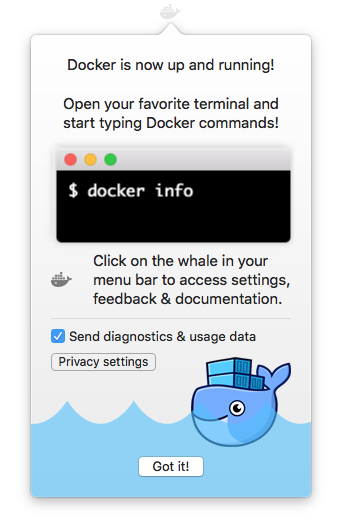 Docker is now up and running!
Open your favorite terminal and
start typing Docker commands!
$ docker info
Click on the whale in your
menu bar to access settings,
feedback & documentation.
Send diagnostics & usage data
Privacy settings
Got it!